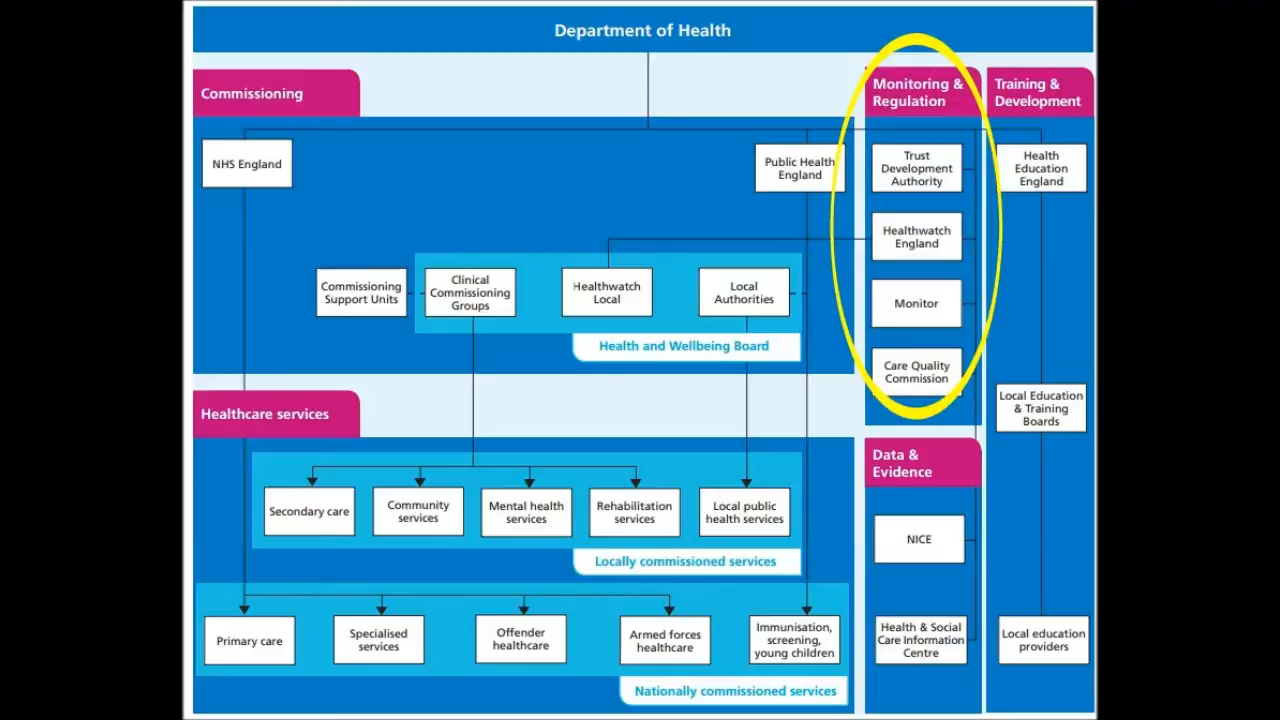 Department of Health
Commissioning
Monitoring &
Regulation
Training &
Development
NHS England
Public Health
England
Trust
Development
Authority
Health
Education
England
Healthwatch
England
Commissioning
Support Units
Clinical
Commissioning
Groups
Healthwatch
Local
Local
Authorities
Monitor
Health and Wellbeing Board
Care Quality
Commission
Local Education
& Training
Boards
Healthcare services
Data &
Evidence
Secondary care
Community
services
Mental health
services
Rehabilitation
services
Local public
health services
NICE
Locally commissioned services
Primary care
Specialised
services
Offender
healthcare
Armed forces
healthcare
Immunisation,
screening,
young children
Health & Social
Care Information
Centre
Local education
providers
Nationally commissioned services